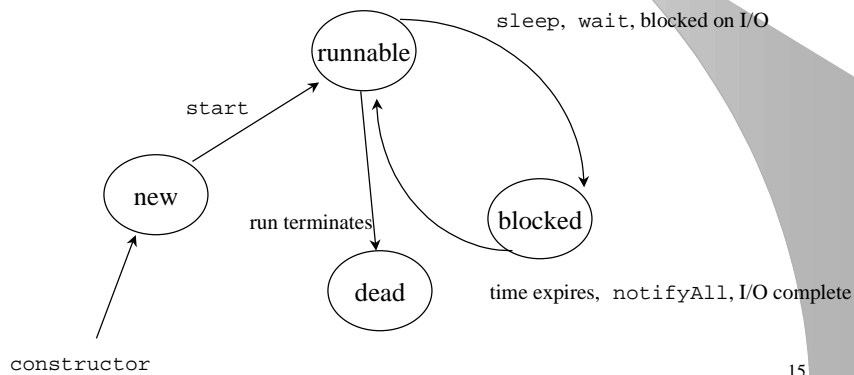 sleep, wait, blocked on I/O
runnable
start
new
run terminates
blocked
dead
time expires, notifyAll, I/O complete
constructor
15